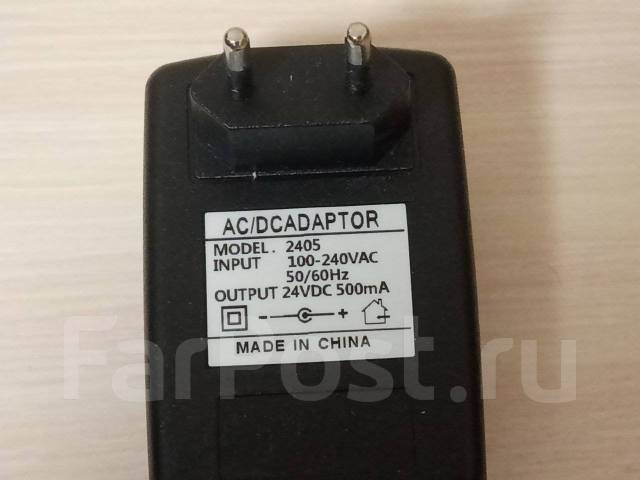 AC/DCADAPTOR
MODEL. 2405
INPUT 100-240VAC
50/60Hz
OUTPUT 24VDC 500mA
- +
MADE IN CHINA
FarPost.ru